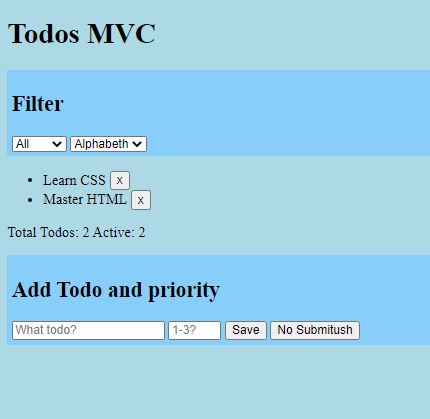 Todos MVC
Filter
All Alphabeth
Learn CSS x
Master HTML x
Total Todos: 2 Active: 2
Add Todo and priority
What todo? 1-3? Save No Submitush